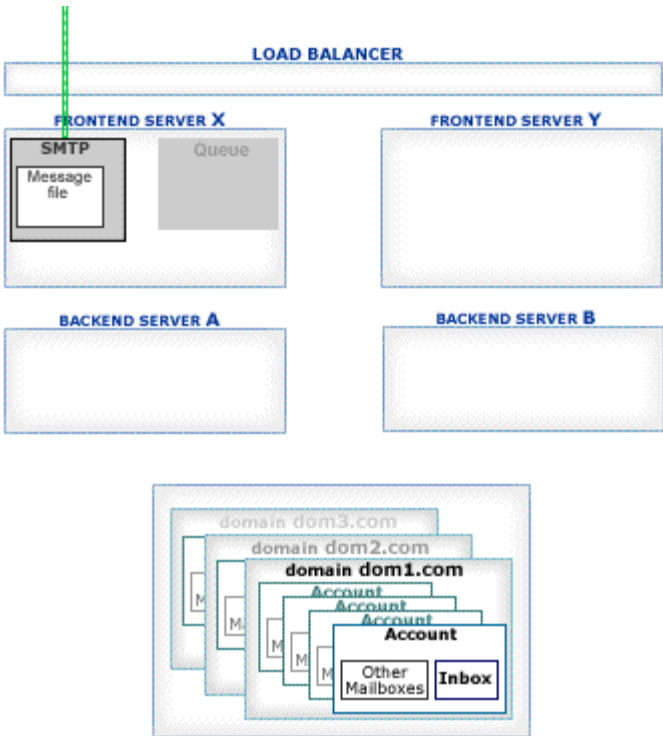 LOAD BALANCER
FRONTEND SERVER X
FRONTEND SERVER Y
SMTP
Queue
Message
file
BACKEND SERVER A
BACKEND SERVER B
domain dom3.com
domain dom2.com
domain dom1.com
Account
Account
Account
Account
M
M
M
M
M
Other
Mailboxes
Inbox